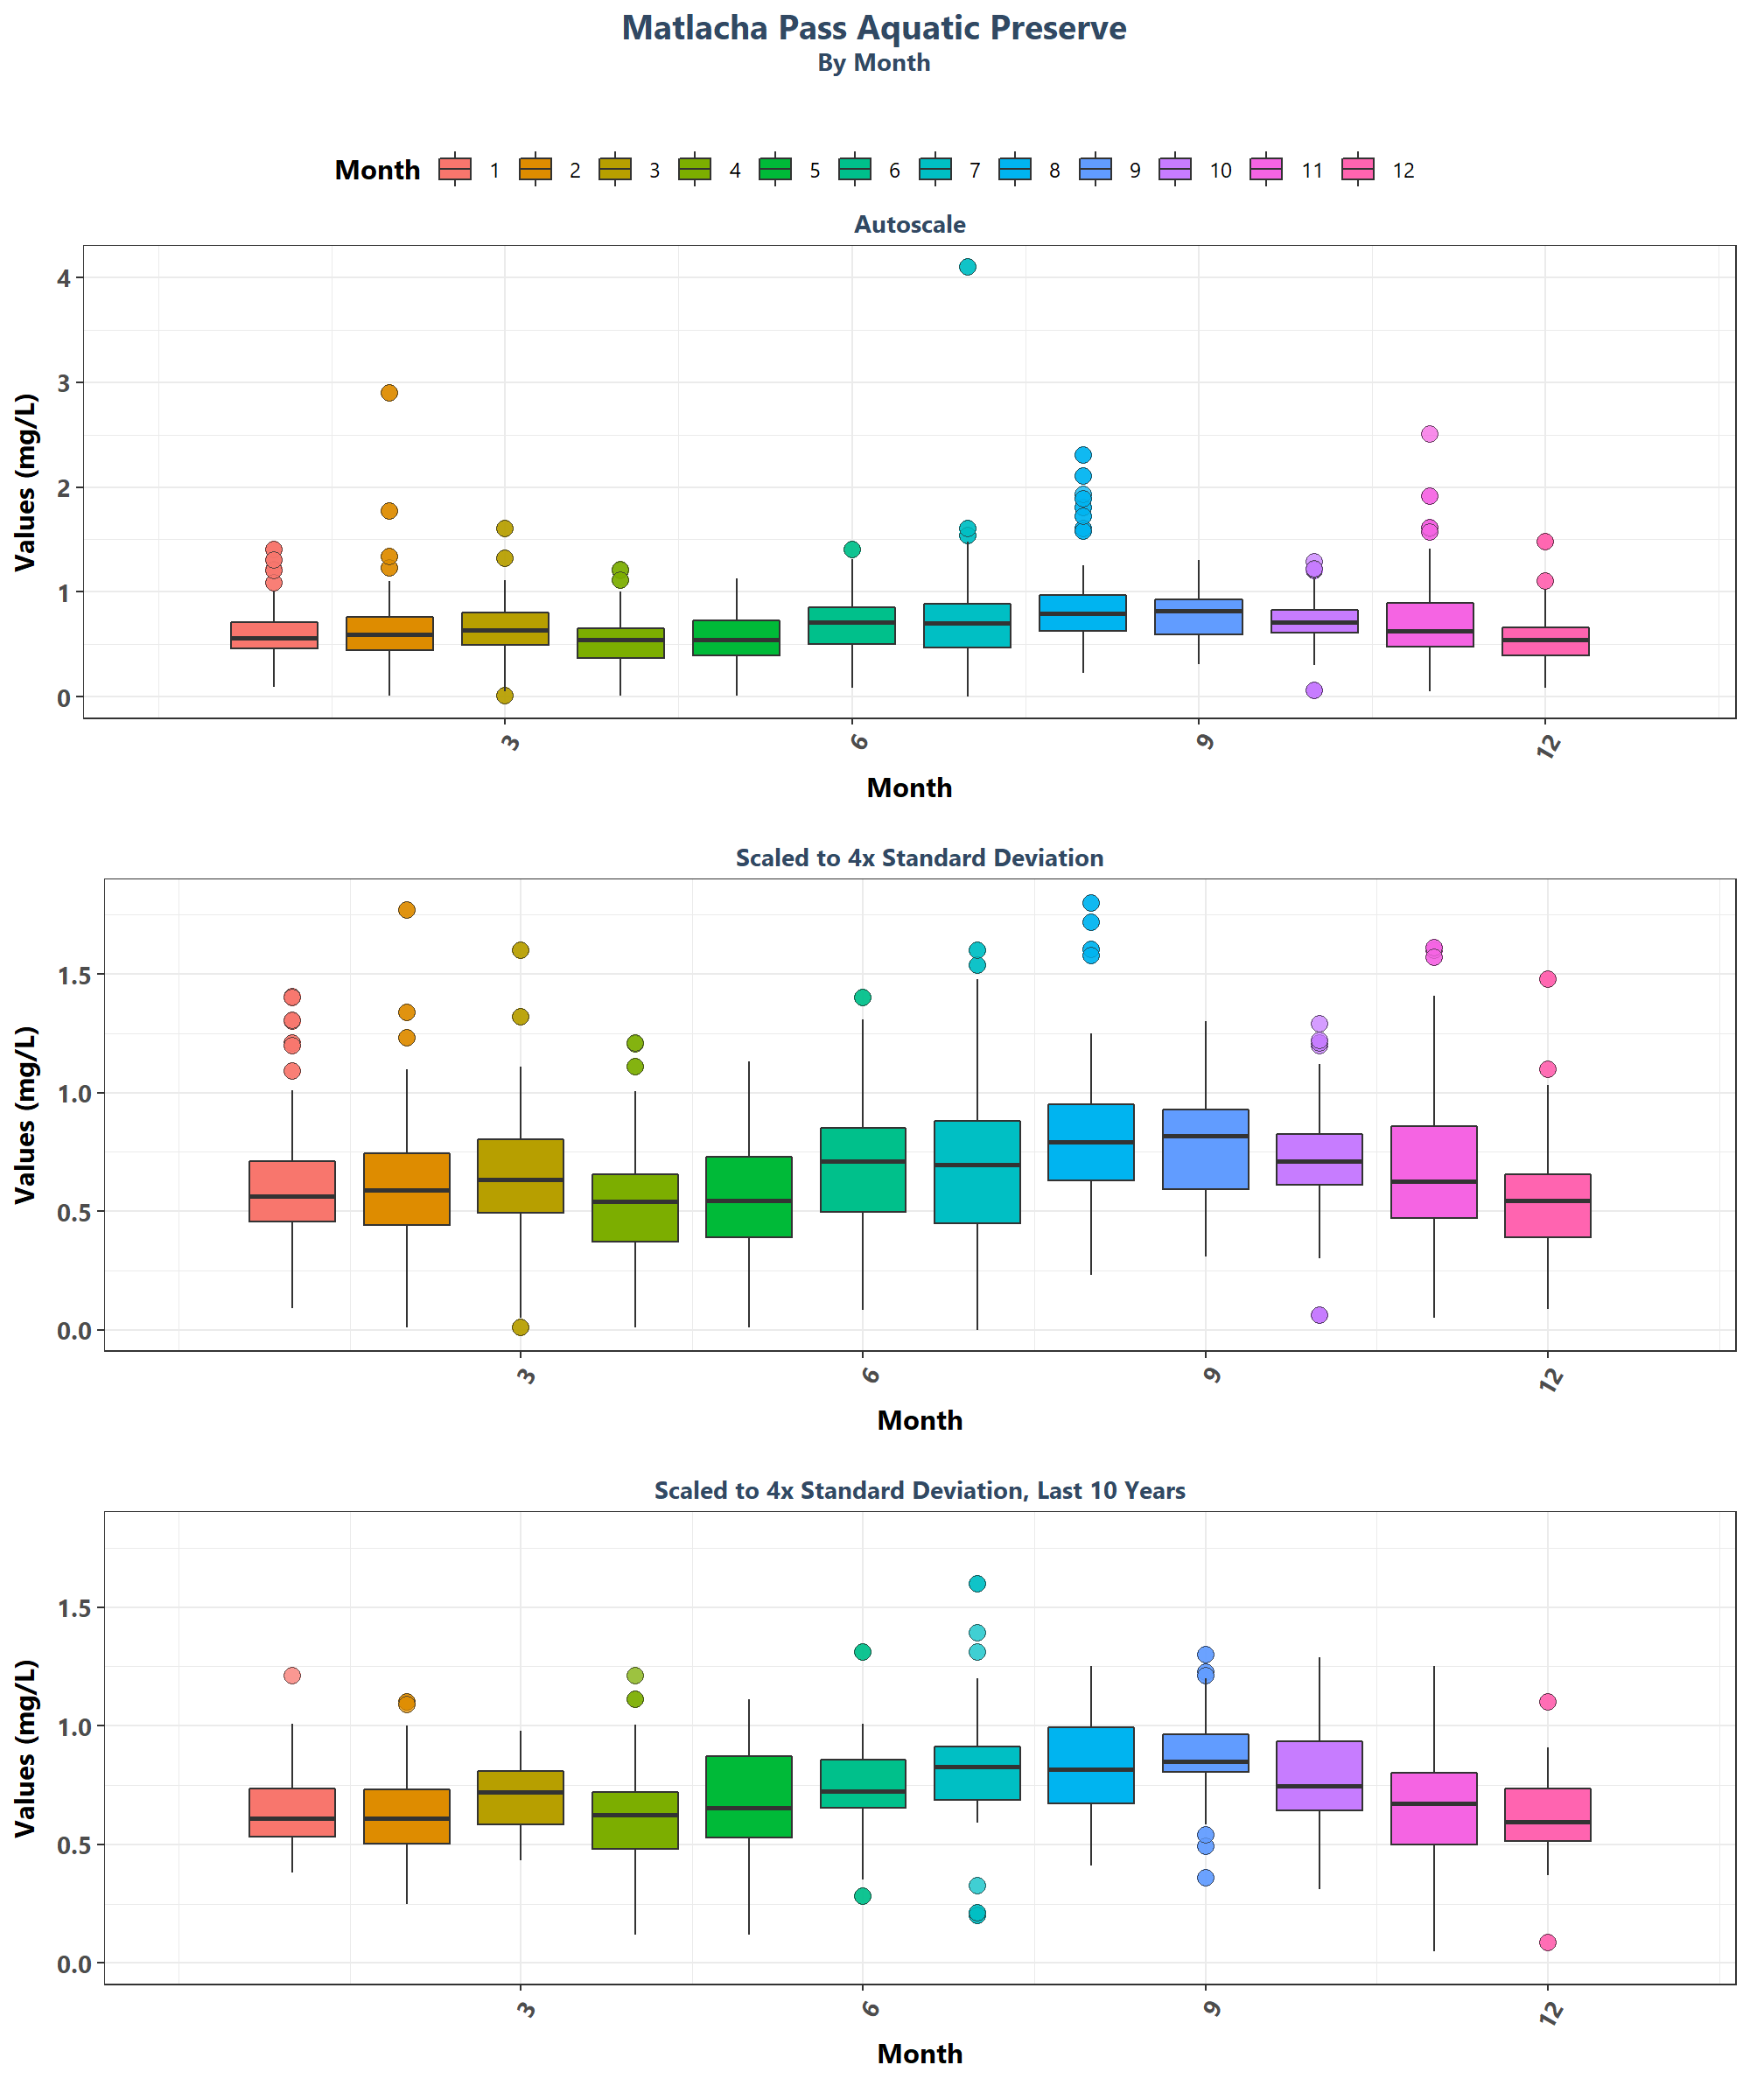 Matlacha Pass Aquatic Preserve
By Month
Month 1 2 3 4 5 6 7 8 9 10 11 12
Autoscale
Values (mg/L)
4
3
2
1
0
3 6 9 12
Month
Scaled to 4x Standard Deviation
Values (mg/L)
1.5
1.0
0.5
0.0
3 6 9 12
Month
Scaled to 4x Standard Deviation, Last 10 Years
Values (mg/L)
1.5
1.0
0.5
0.0
3 6 9 12
Month